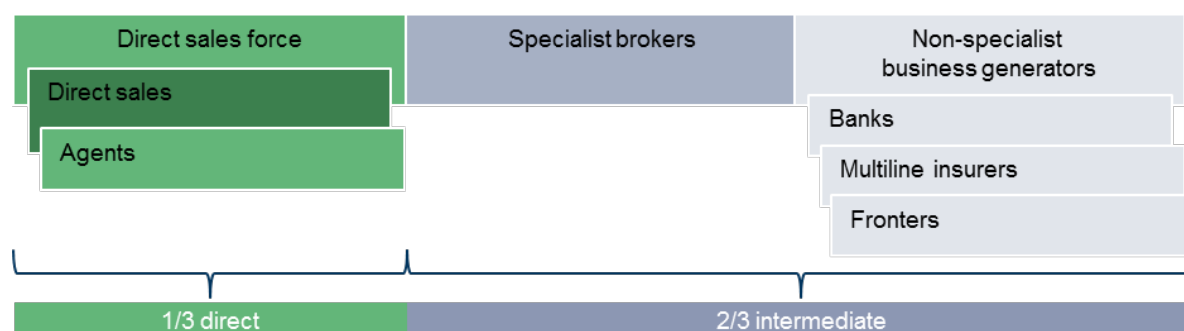 Direct sales force
Direct sales
Agents
Specialist brokers
Non-specialist
business generators
Banks
Multiline insurers
Fronters
1/3 direct
2/3 intermediate